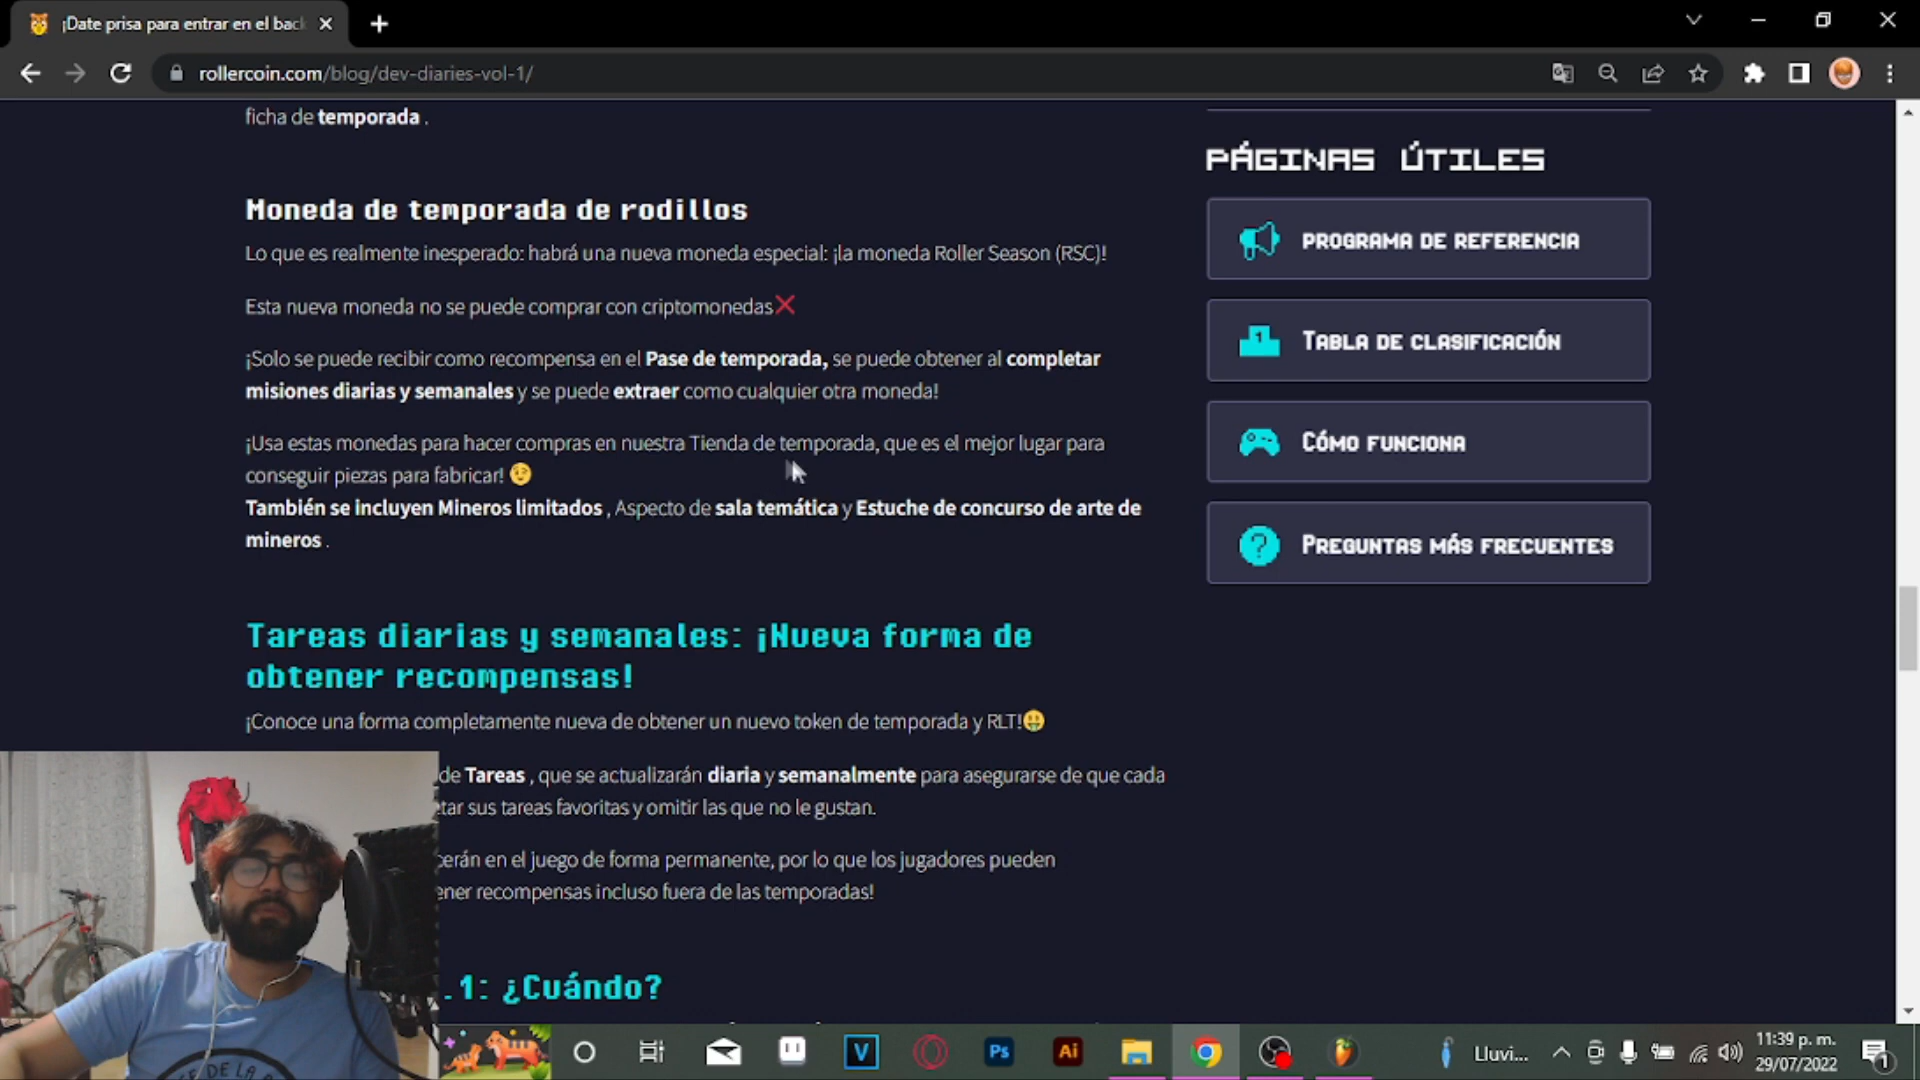 ¡Date prisa para entrar en el bac
rollercoin.com/blog/dev-diaries-vol-1/
ficha de temporada .
Moneda de temporada de rodillos
Lo que es realmente inesperado: habrá una nueva moneda especial: ¡la moneda Roller Season (RSC)!
Esta nueva moneda no se puede comprar con criptomonedas❌
¡Solo se puede recibir como recompensa en el Pase de temporada, se puede obtener al completar
misiones diarias y semanales y se puede extraer como cualquier otra moneda!
¡Usa estas monedas para hacer compras en nuestra Tienda de temporada, que es el mejor lugar para
conseguir piezas para fabricar! 😉
También se incluyen Mineros limitados , Aspecto de sala temática y Estuche de concurso de arte de
mineros .
Tareas diarias y semanales: ¡Nueva forma de
obtener recompensas!
¡Conoce una forma completamente nueva de obtener un nuevo token de temporada y RLT!🤑
de Tareas , que se actualizarán diaria y semanalmente para asegurarse de que cada
tar sus tareas favoritas y omitir las que no le gustan.
erán en el juego de forma permanente, por lo que los jugadores pueden
ener recompensas incluso fuera de las temporadas!
.1: ¿Cuándo?
PÁGINAS ÚTILES
PROGRAMA DE REFERENCIA
TABLA DE CLASIFICACIÓN
CÓMO FUNCIONA
PREGUNTAS MÁS FRECUENTES
V
Ps
Ai
Lluvi...
11:39 p. m.
29/07/2022
1